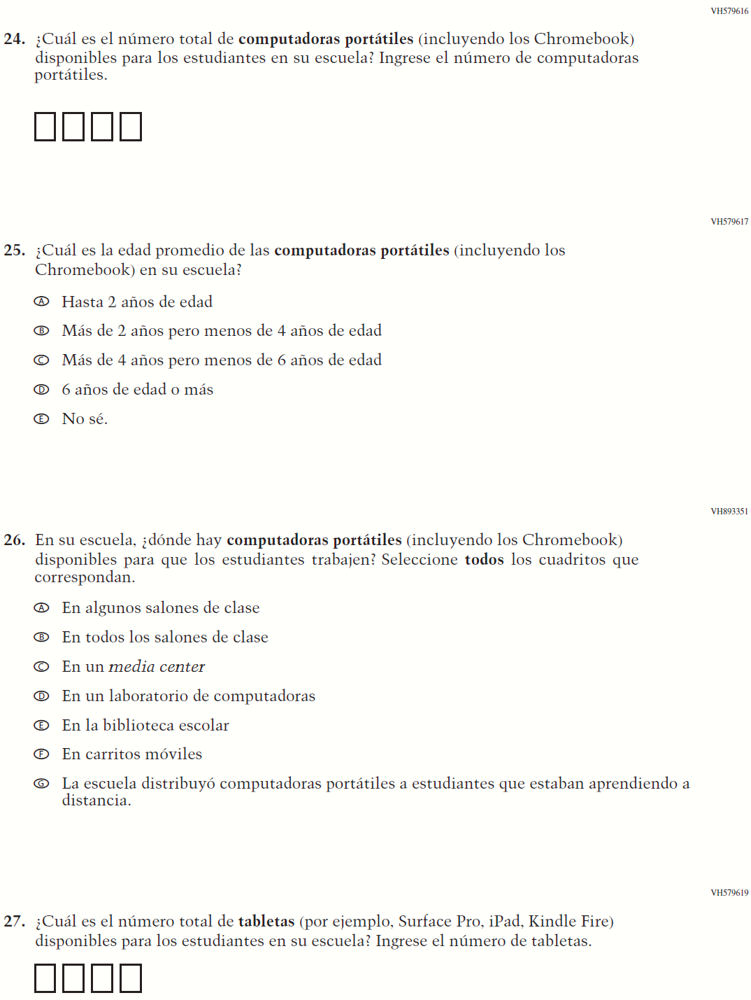 VH579616
24. ¿Cuál es el número total de computadoras portátiles (incluyendo los Chromebook)
disponibles para los estudiantes en su escuela? Ingrese el número de computadoras
portátiles.
VH579617
25. ¿Cuál es la edad promedio de las computadoras portátiles (incluyendo los
Chromebook) en su escuela?
A Hasta 2 años de edad
B Más de 2 años pero menos de 4 años de edad
C Más de 4 años pero menos de 6 años de edad
D 6 años de edad o más
E No sé.
VH893351
26. En su escuela, ¿dónde hay computadoras portátiles (incluyendo los Chromebook)
disponibles para que los estudiantes trabajen? Seleccione todos los cuadritos que
correspondan.
A En algunos salones de clase
B En todos los salones de clase
C En un media center
D En un laboratorio de computadoras
E En la biblioteca escolar
F En carritos móviles
G La escuela distribuyó computadoras portátiles a estudiantes que estaban aprendiendo a
distancia.
VH579619
27. ¿Cuál es el número total de tabletas (por ejemplo, Surface Pro, iPad, Kindle Fire)
disponibles para los estudiantes en su escuela? Ingrese el número de tabletas.